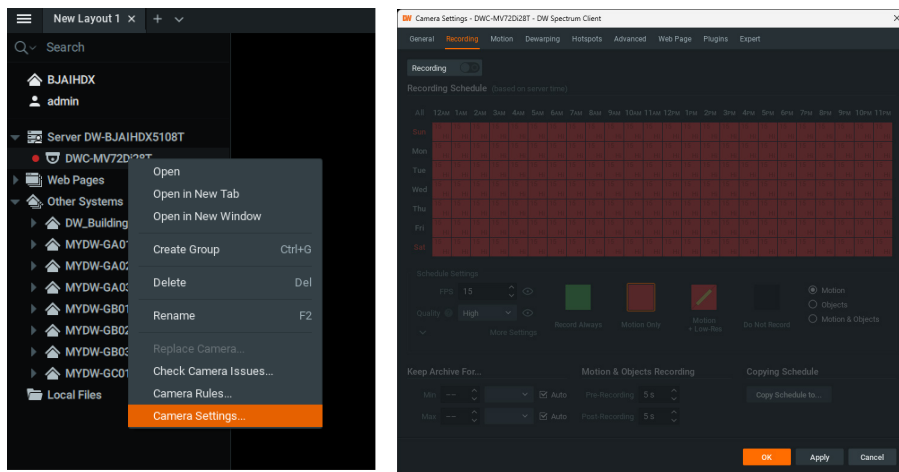 New Layout 1
Search
BJAIHDX
admin
Server DW-BJAIHDX5108T
DWC-MV72Di28T
Web Pages
Other Systems
DW_Building
MYDW-GA01
MYDW-GA02
MYDW-GA03
MYDW-GB01
MYDW-GB02
MYDW-GB03
MYDW-GC01
Local Files
Open
Open in New Tab
Open in New Window
Create Group Ctrl+G
Delete Del
Rename F2
Replace Camera...
Check Camera Issues...
Camera Rules...
Camera Settings...
DW Camera Settings - DWC-MV72Di28T - DW Spectrum Client
General Recording Motion Dewarping Hotspots Advanced Web Page Plugins Expert
Recording
Recording Schedule (based on server time)
All 12AM 1AM 2AM 3AM 4AM 5AM 6AM 7AM 8AM 9AM 10AM 11AM 12PM 1PM 2PM 3PM 4PM 5PM 6PM 7PM 8PM 9PM 10PM 11PM
Sun
Mon
Tue
Wed
Thu
Fri
Sat
Schedule Settings
FPS 15
Quality High
More Settings
Record Always
Motion Only
Motion
+ Low-Res
Do Not Record
Motion
Objects
Motion & Objects
Keep Archive For...
Min -- Auto
Max -- Auto
Motion & Objects Recording
Pre-Recording 5 s
Post-Recording 5 s
Copying Schedule
Copy Schedule to...
OK Apply Cancel